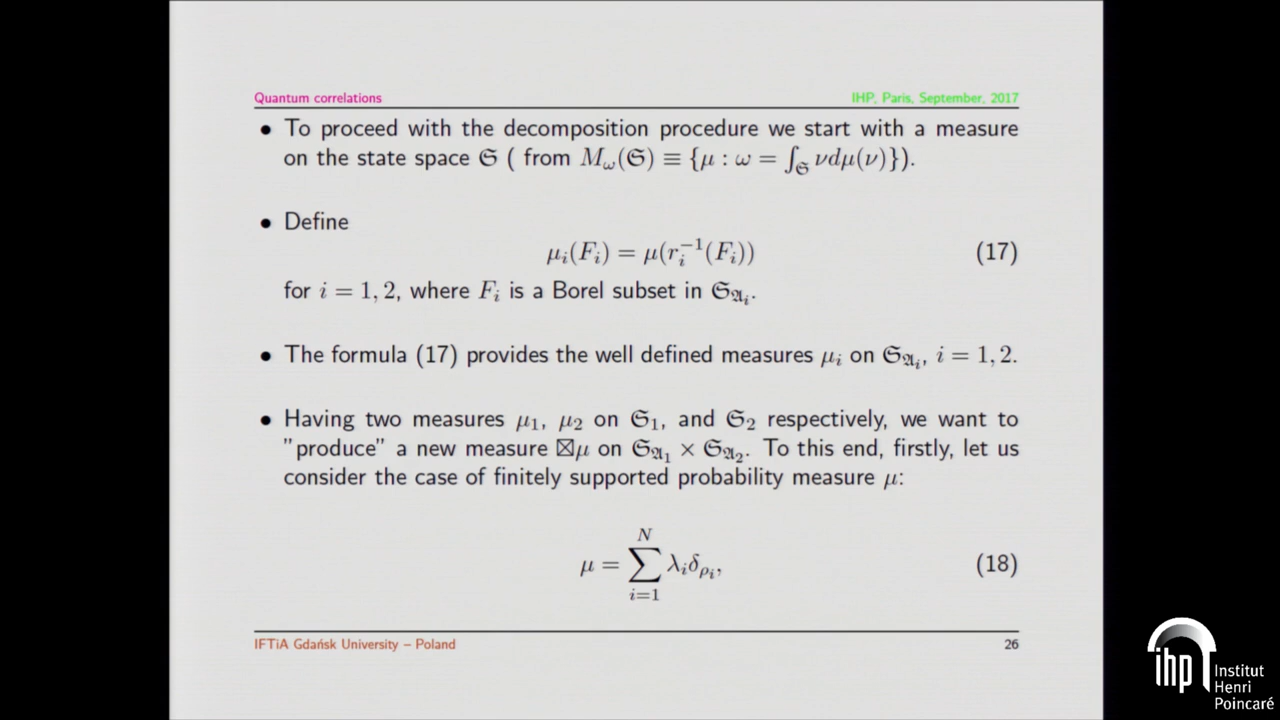 Quantum correlations IHP, Paris, September, 2017
• To proceed with the decomposition procedure we start with a measure
on the state space 𝔖 ( from M_ω(𝔖) ≡ {μ : ω = ∫_𝔖 νdμ(ν)}).
• Define
μ_i(F_i) = μ(r_i^{-1}(F_i)) (17)
for i = 1, 2, where F_i is a Borel subset in 𝔖_{𝔄_i}.
• The formula (17) provides the well defined measures μ_i on 𝔖_{𝔄_i}, i = 1, 2.
• Having two measures μ_1, μ_2 on 𝔖_1, and 𝔖_2 respectively, we want to
"produce" a new measure ⊠μ on 𝔖_{𝔄_1} × 𝔖_{𝔄_2}. To this end, firstly, let us
consider the case of finitely supported probability measure μ:
μ = ∑_{i=1}^{N} λ_i δ_{ρ_i}, (18)
IFTiA Gdańsk University – Poland 26
ihp Institut
Henri
Poincaré